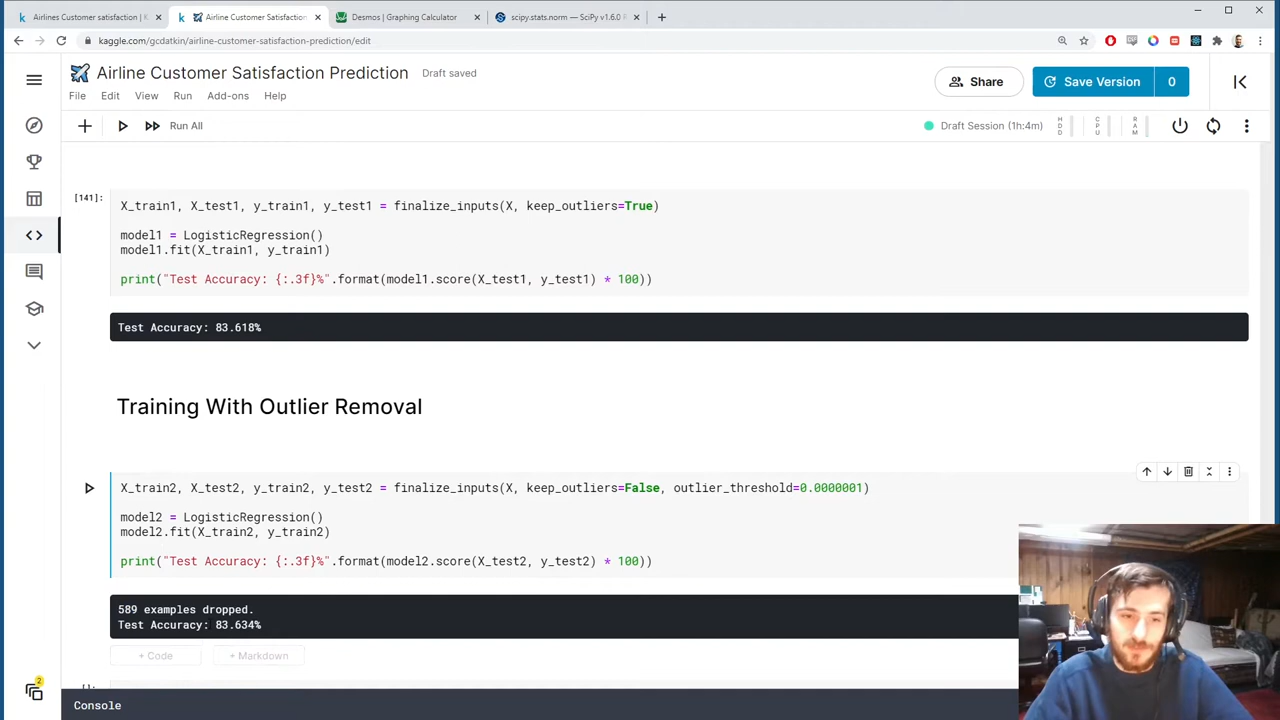 Airlines Customer satisfaction | K
Airline Customer Satisfaction
Desmos | Graphing Calculator
scipy.stats.norm — SciPy v1.6.0 R
kaggle.com/gcdatkin/airline-customer-satisfaction-prediction/edit
Airline Customer Satisfaction Prediction
Draft saved
Share
Save Version
0
File Edit View Run Add-ons Help
Run All
Draft Session (1h:4m)
HDD
CPU
RAM
[141]:
X_train1, X_test1, y_train1, y_test1 = finalize_inputs(X, keep_outliers=True)
model1 = LogisticRegression()
model1.fit(X_train1, y_train1)
print("Test Accuracy: {:.3f}%".format(model1.score(X_test1, y_test1) * 100))
Test Accuracy: 83.618%
Training With Outlier Removal
X_train2, X_test2, y_train2, y_test2 = finalize_inputs(X, keep_outliers=False, outlier_threshold=0.0000001)
model2 = LogisticRegression()
model2.fit(X_train2, y_train2)
print("Test Accuracy: {:.3f}%".format(model2.score(X_test2, y_test2) * 100))
589 examples dropped.
Test Accuracy: 83.634%
+ Code
+ Markdown
[]:
2
Console